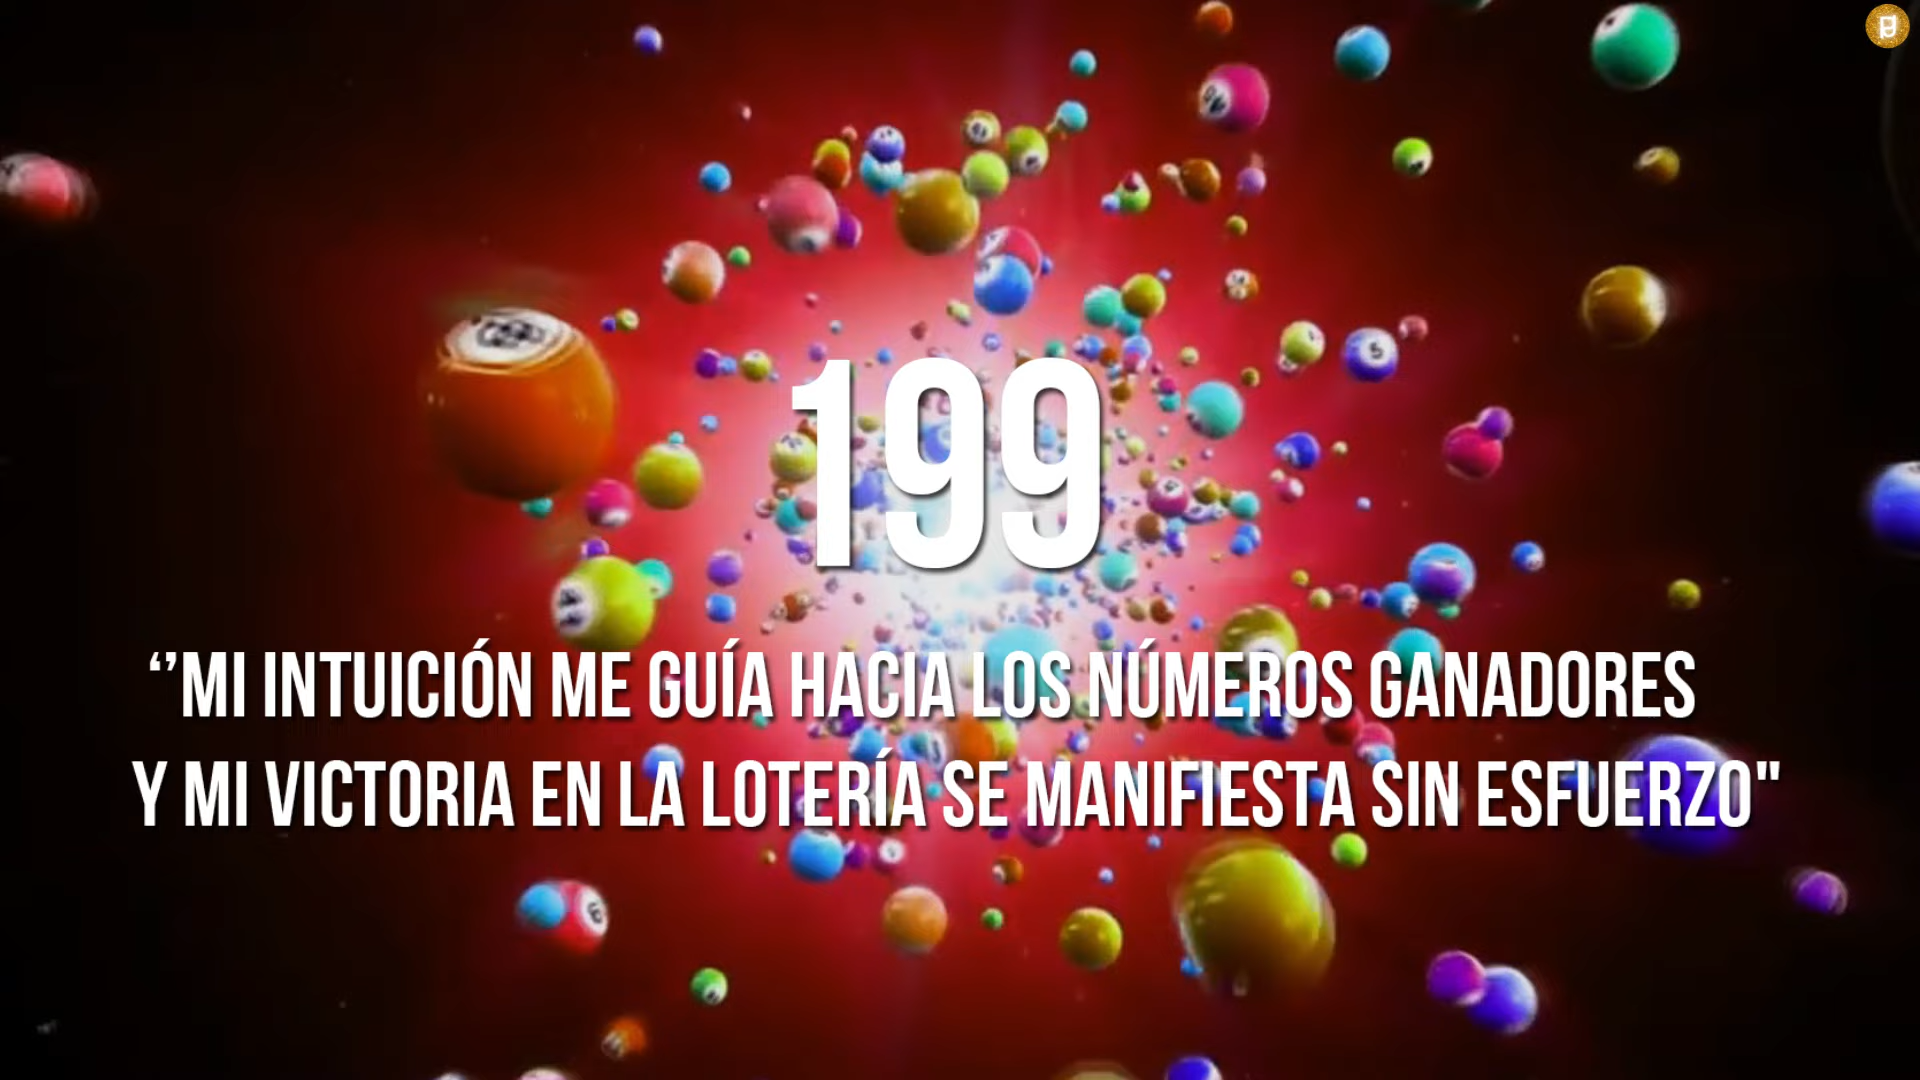 199
‘’MI INTUICIÓN ME GUÍA HACIA LOS NÚMEROS GANADORES
Y MI VICTORIA EN LA LOTERÍA SE MANIFIESTA SIN ESFUERZO"